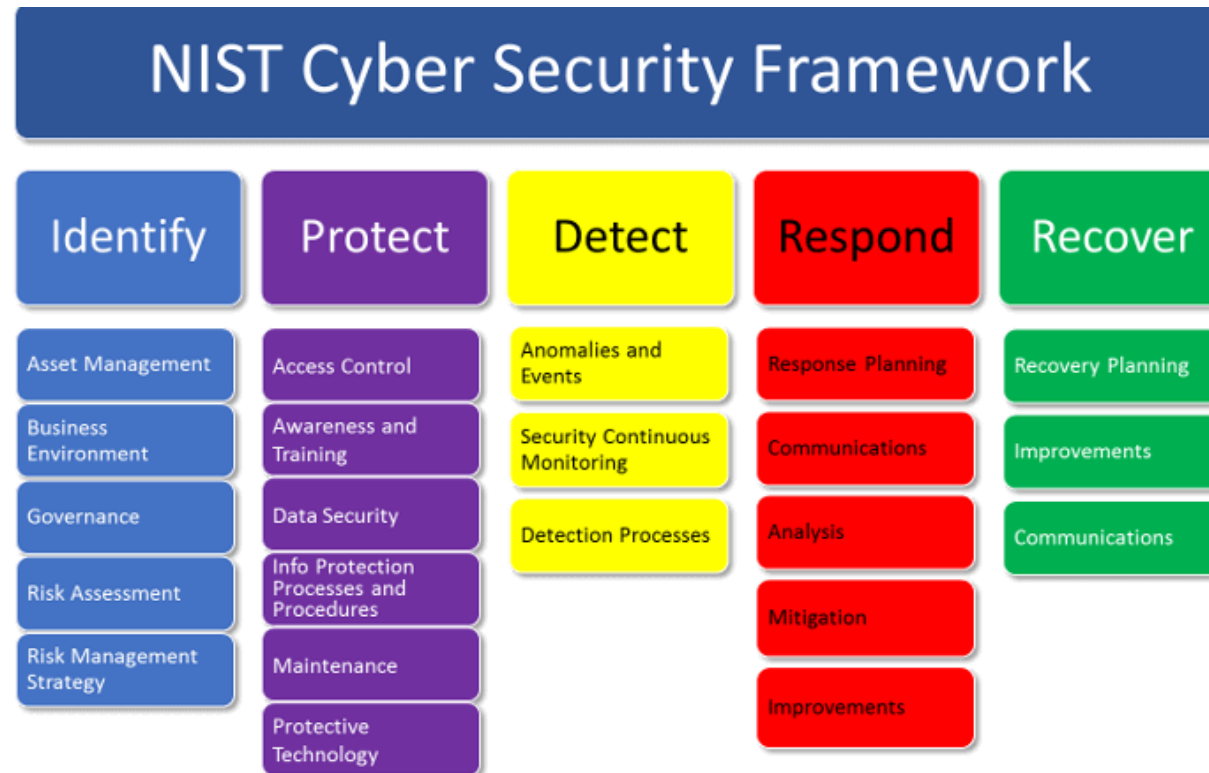 NIST Cyber Security Framework
Identify
Protect
Detect
Respond
Recover
Asset Management
Business
Environment
Governance
Risk Assessment
Risk Management
Strategy
Access Control
Awareness and
Training
Data Security
Info Protection
Processes and
Procedures
Maintenance
Protective
Technology
Anomalies and
Events
Security Continuous
Monitoring
Detection Processes
Response Planning
Communications
Analysis
Mitigation
Improvements
Recovery Planning
Improvements
Communications